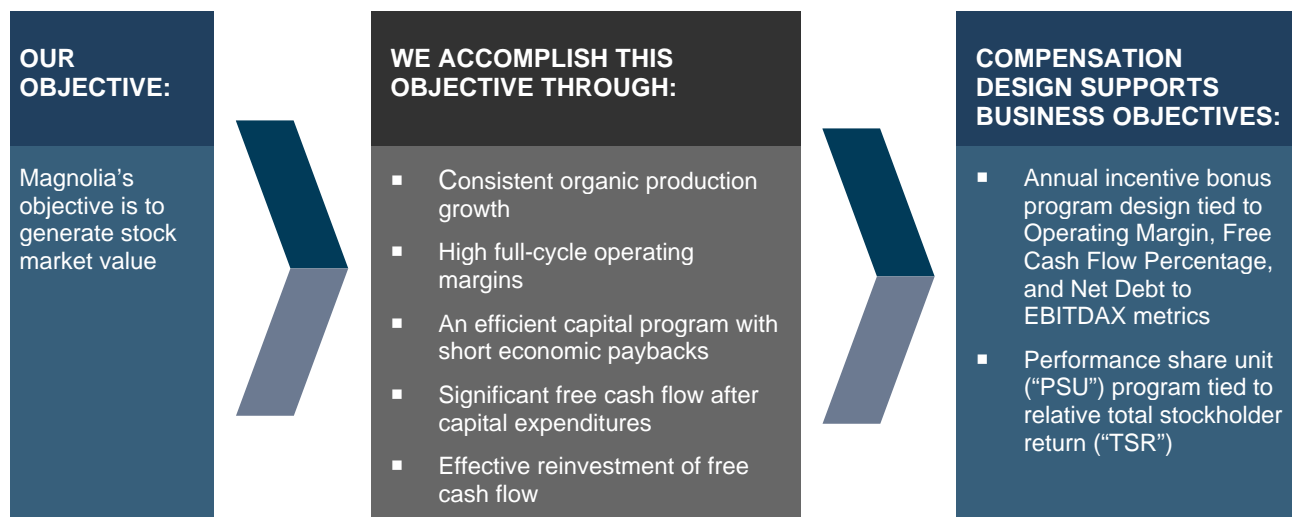 OUR
OBJECTIVE:
Magnolia's
objective is to
generate stock
market value
WE ACCOMPLISH THIS
OBJECTIVE THROUGH:
▪ Consistent organic production
growth
▪ High full-cycle operating
margins
▪ An efficient capital program with
short economic paybacks
▪ Significant free cash flow after
capital expenditures
▪ Effective reinvestment of free
cash flow
COMPENSATION
DESIGN SUPPORTS
BUSINESS OBJECTIVES:
▪ Annual incentive bonus
program design tied to
Operating Margin, Free
Cash Flow Percentage,
and Net Debt to
EBITDAX metrics
▪ Performance share unit
(“PSU”) program tied to
relative total stockholder
return (“TSR”)